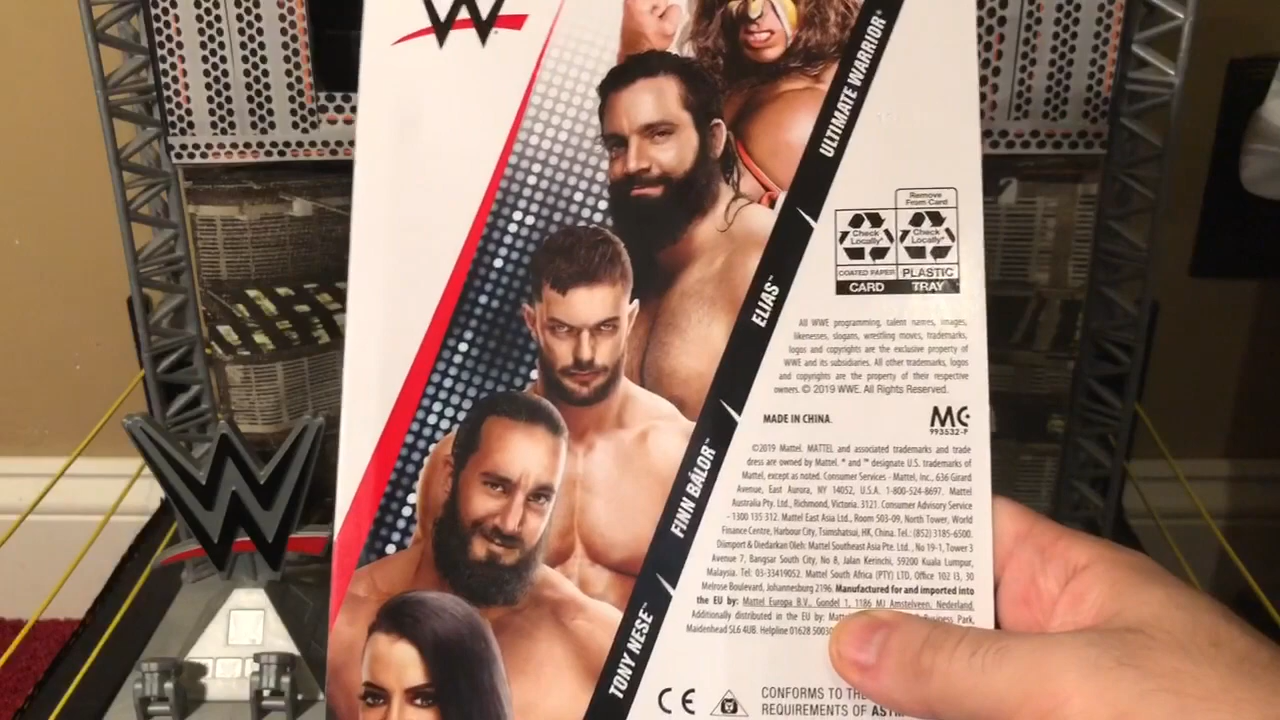 W
ULTIMATE WARRIOR®
ELIAS™
FINN BÁLOR™
TONY NESE™
Remove
From Card
Check
Locally*
Check
Locally*
COATED PAPER
PLASTIC
CARD
TRAY
All WWE programming, talent names, images,
likenesses, slogans, wrestling moves, trademarks,
logos and copyrights are the exclusive property of
WWE and its subsidiaries. All other trademarks, logos
and copyrights are the property of their respective
owners. © 2019 WWE. All Rights Reserved.
MADE IN CHINA.
MC
993532-P
©2019 Mattel. MATTEL and associated trademarks and trade
dress are owned by Mattel. ® and ™ designate U.S. trademarks of
Mattel, except as noted. Consumer Services - Mattel, Inc., 636 Girard
Avenue, East Aurora, NY 14052, U.S.A. 1-800-524-8697. Mattel
Australia Pty. Ltd., Richmond, Victoria. 3121. Consumer Advisory Service
- 1300 135 312. Mattel East Asia Ltd., Room 503-09, North Tower, World
Finance Centre, Harbour City, Tsimshatsui, HK, China. Tel.: (852) 3185-6500.
Diimport & Diedarkan Oleh: Mattel Southeast Asia Pte. Ltd., No 19-1, Tower 3
Avenue 7, Bangsar South City, No 8, Jalan Kerinchi, 59200 Kuala Lumpur,
Malaysia. Tel: 03-33419052. Mattel South Africa (PTY) LTD, Office 102 I3, 30
Melrose Boulevard, Johannesburg 2196. Manufactured for and imported into
the EU by: Mattel Europa B.V., Gondel 1, 1186 MJ Amstelveen, Nederland.
Additionally distributed in the EU by: Business Park,
Maidenhead SL6 4UB. Helpline 01628
CE
CONFORMS TO
REQUIREMENTS OF
W